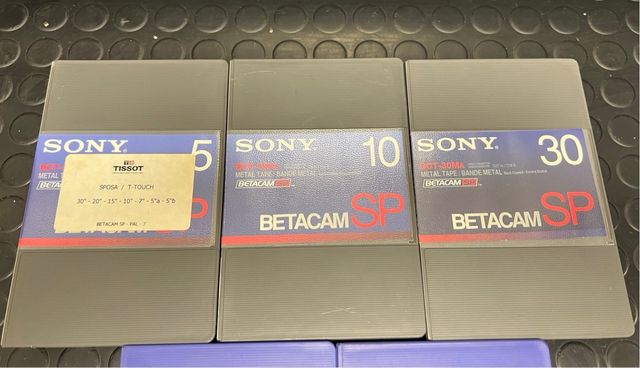 SONY 5
BCT-
METAL T
BETACAM
TISSOT
SPOSA / T-TOUCH
30" - 20" - 15" - 10" - 7" - 5"a - 5"b
BETACAM SP - PAL - 7'
SONY 10
METAL TAPE/BANDE METAL
BETACAM SP
BETACAM SP
SONY 30
BCT-30MA
METAL TAPE/BANDE METAL
BETACAM SP
BETACAM SP